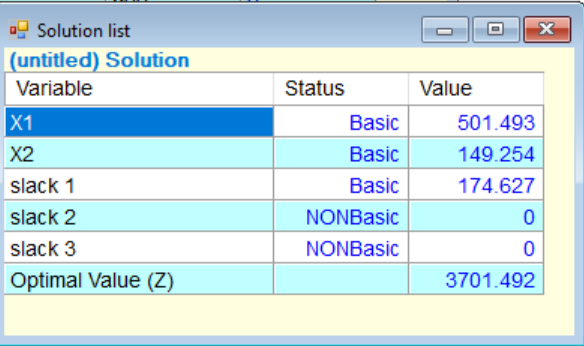 Solution list
(untitled) Solution
Variable Status Value
X1 Basic 501.493
X2 Basic 149.254
slack 1 Basic 174.627
slack 2 NONBasic 0
slack 3 NONBasic 0
Optimal Value (Z) 3701.492